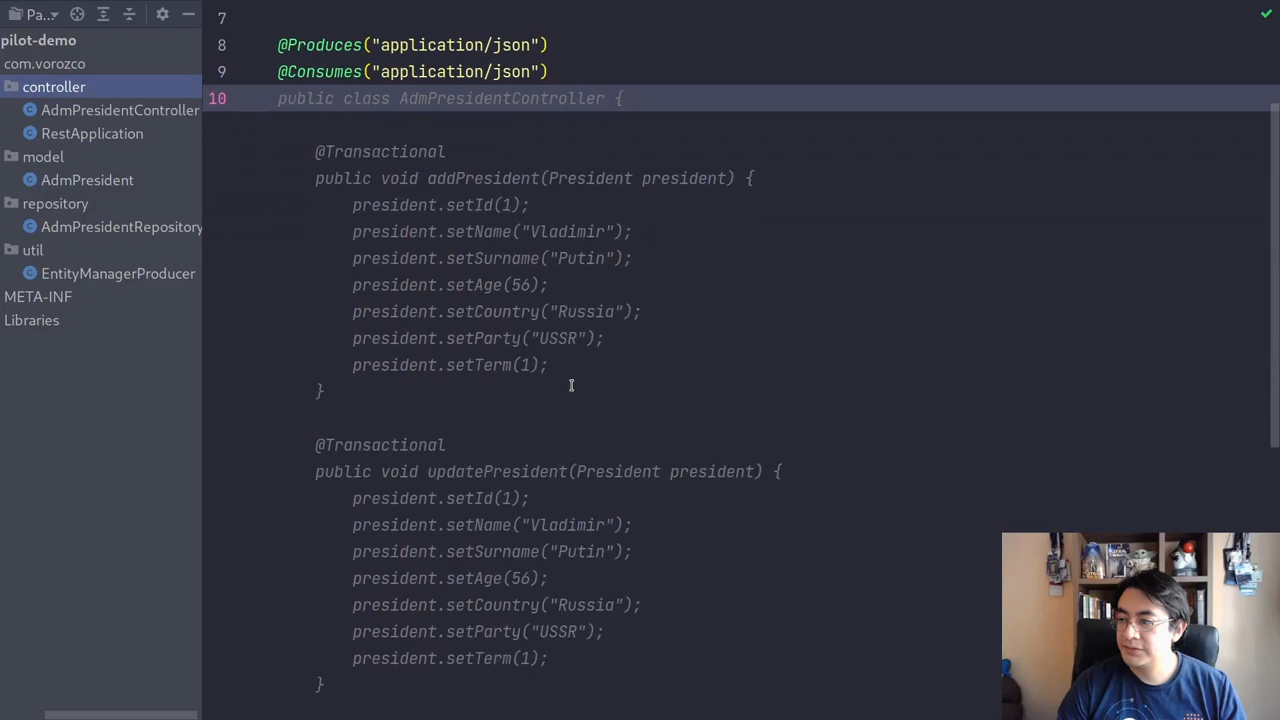 Pa...
pilot-demo
com.vorozco
controller
AdmPresidentController
RestApplication
model
AdmPresident
repository
AdmPresidentRepository
util
EntityManagerProducer
META-INF
Libraries
7
8 @Produces("application/json")
9 @Consumes("application/json")
10 public class AdmPresidentController {
@Transactional
public void addPresident(President president) {
president.setId(1);
president.setName("Vladimir");
president.setSurname("Putin");
president.setAge(56);
president.setCountry("Russia");
president.setParty("USSR");
president.setTerm(1);
}
@Transactional
public void updatePresident(President president) {
president.setId(1);
president.setName("Vladimir");
president.setSurname("Putin");
president.setAge(56);
president.setCountry("Russia");
president.setParty("USSR");
president.setTerm(1);
}